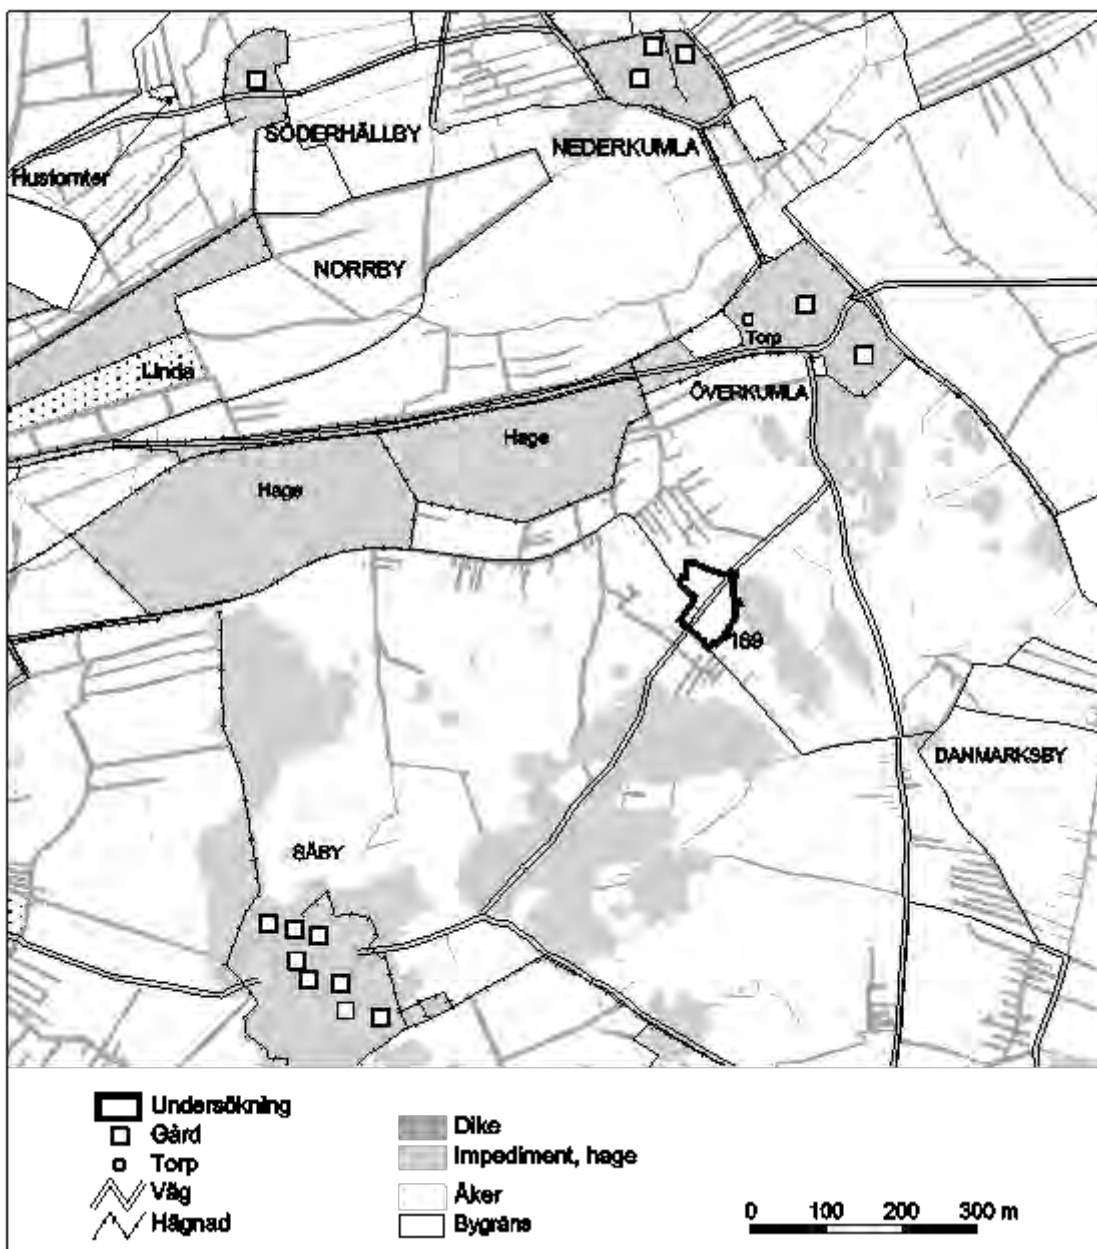 SÖDERHÄLLBY
NEDERKUMLA
Hustomter
NORRBY
Torp
Linda
ÖVERKUMLA
Hage
Hage
169
DANMARKSBY
SÄBY
Undersökning
Gård
Torp
Väg
Hägnad
Dike
Impediment, hage
Åker
Bygräns
0 100 200 300 m